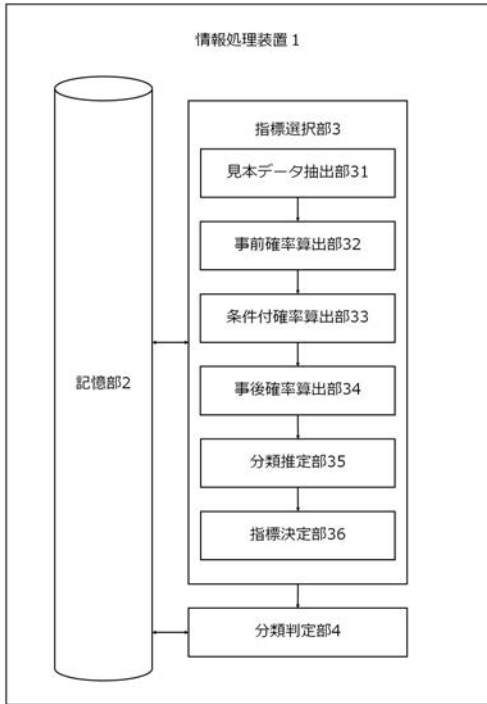 情報処理装置1
指標選択部3
見本データ抽出部31
事前確率算出部32
条件付確率算出部33
事後確率算出部34
記憶部2
分類推定部35
指標決定部36
分類判定部4